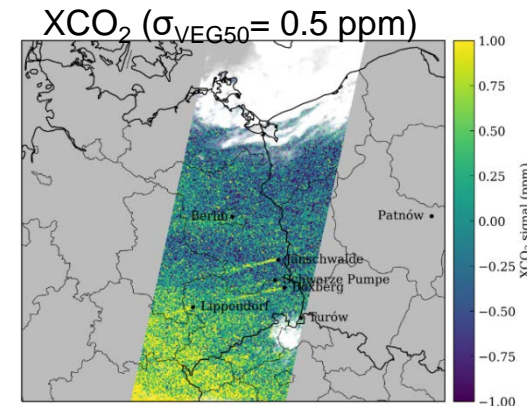 XCO₂ (σVEG50= 0.5 ppm)
1.00
0.75
0.50
0.25
0.00
−0.25
−0.50
−0.75
−1.00
XCO₂ signal (ppm)
Berlin
Patnów
Jänschwalde
Schwarze Pumpe
Boxberg
Lippendorf
Turów